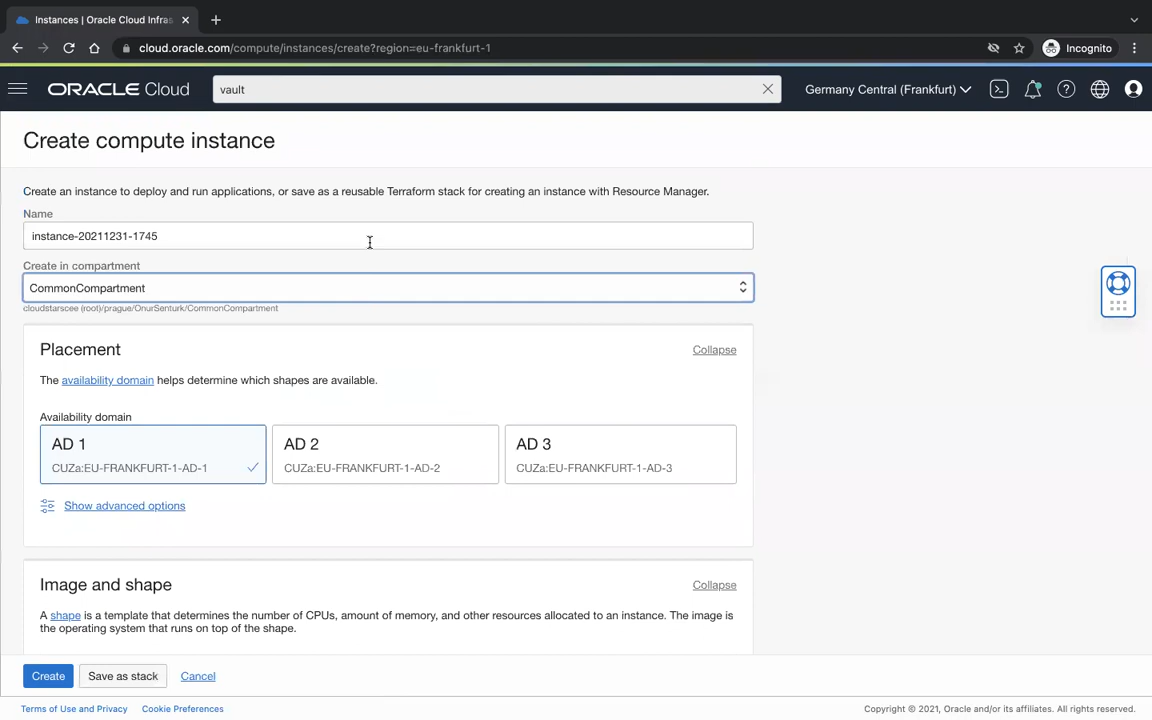 Instances | Oracle Cloud Infras
cloud.oracle.com/compute/instances/create?region=eu-frankfurt-1
Incognito
ORACLE Cloud
vault
Germany Central (Frankfurt)
Create compute instance
Create an instance to deploy and run applications, or save as a reusable Terraform stack for creating an instance with Resource Manager.
Name
instance-20211231-1745
Create in compartment
CommonCompartment
cloudstarscee (root)/prague/OnurSenturk/CommonCompartment
Placement
Collapse
The availability domain helps determine which shapes are available.
Availability domain
AD 1
CUZa:EU-FRANKFURT-1-AD-1
AD 2
CUZa:EU-FRANKFURT-1-AD-2
AD 3
CUZa:EU-FRANKFURT-1-AD-3
Show advanced options
Image and shape
Collapse
A shape is a template that determines the number of CPUs, amount of memory, and other resources allocated to an instance. The image is
the operating system that runs on top of the shape.
Create
Save as stack
Cancel
Terms of Use and Privacy
Cookie Preferences
Copyright © 2021, Oracle and/or its affiliates. All rights reserved.